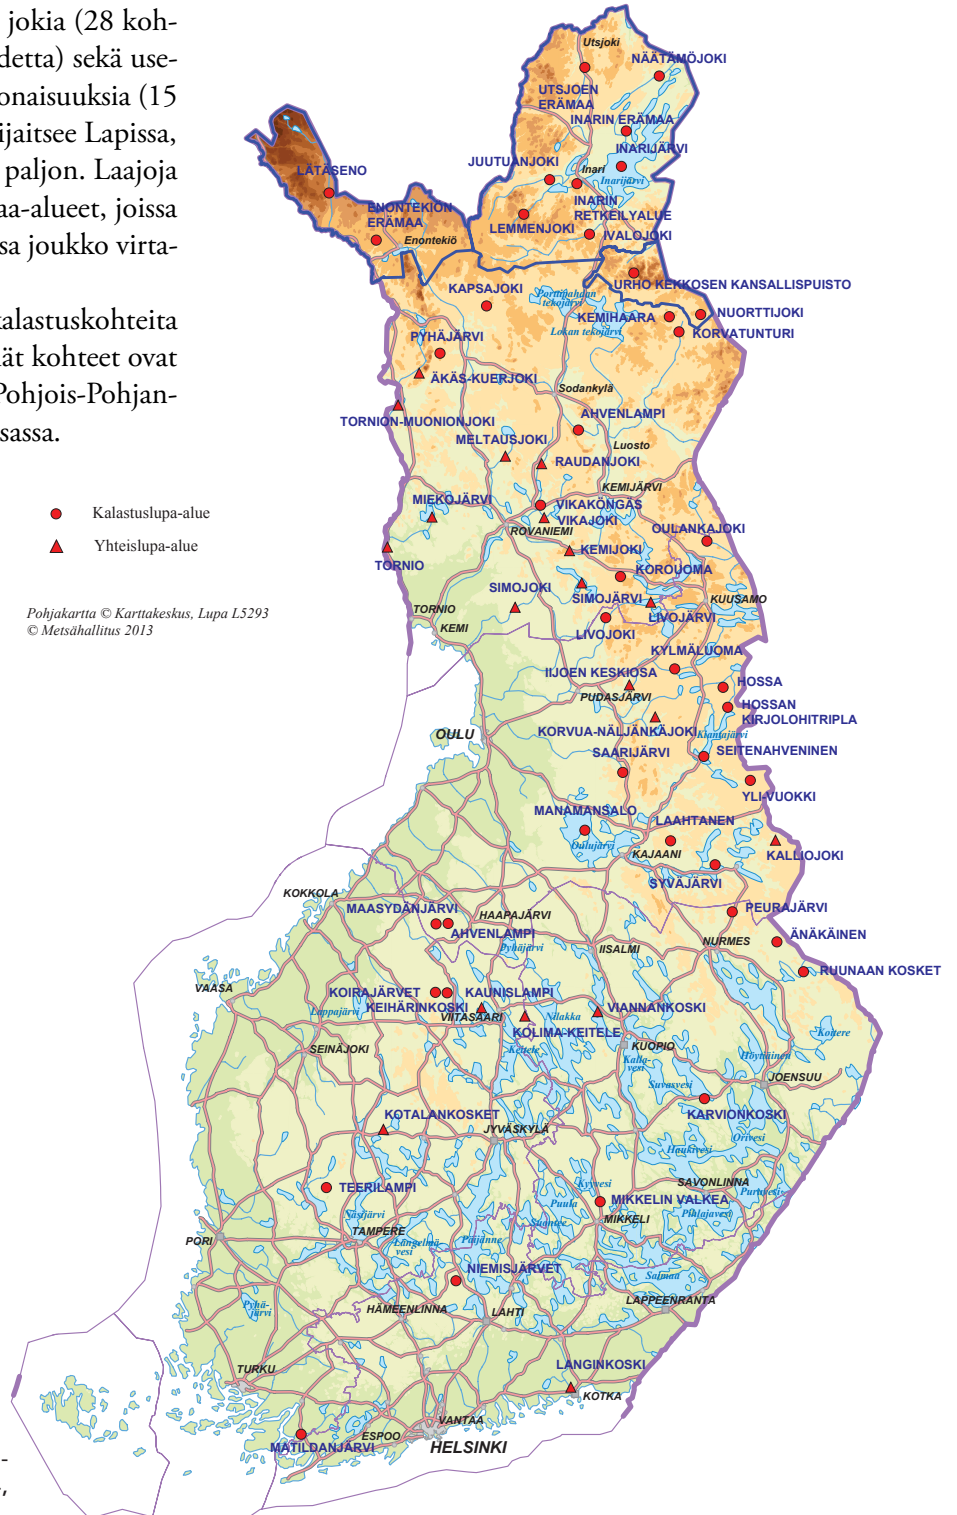 jokia (28 koh-
detta) sekä use-
onaisuuksia (15
ijaitsee Lapissa,
paljon. Laajoja
aa-alueet, joissa
sa joukko virta-
kalastuskohteita
ät kohteet ovat
Pohjois-Pohjan-
sassa.
Kalastuslupa-alue
Yhteislupa-alue
Pohjakartta © Karttakeskus, Lupa L5293
© Metsähallitus 2013
Utsjoki
NÄÄTÄMÖJOKI
UTSJOEN
ERÄMAA
INARIN ERÄMAA
INARIJÄRVI
JUUTUANJOKI
Inari
Inarijärvi
LÄTÄSENO
INARIN
RETKEILYALUE
ENONTEKIÖN
ERÄMAA
LEMMENJOKI
IVALOJOKI
Enontekiö
URHO KEKKOSEN KANSALLISPUISTO
KAPSAJOKI
Porttipahdan
tekojärvi
KEMIHAARA
NUORTTIJOKI
Lokan tekojärvi
KORVATUNTURI
PYHÄJÄRVI
ÄKÄS-KUERJOKI
Sodankylä
TORNION-MUONIONJOKI
AHVENLAMPI
MELTAUSJOKI
Luosto
RAUDANJOKI
KEMIJÄRVI
MIEKOJÄRVI
VIKAKÖNGÄS
VIKAJOKI
ROVANIEMI
OULANKAJOKI
KEMIJOKI
TORNIO
KOROUOMA
SIMOJOKI
SIMOJÄRVI
KUUSAMO
TORNIO
LIVOJÄRVI
KEMI
LIVOJOKI
KYLMÄLUOMA
IIJOEN KESKIOSA
HOSSA
PUDASJÄRVI
HOSSAN
KIRJOLOHITRIPLA
KORVUA-NÄLJÄNKÄJOKI
Kiantajärvi
OULU
SAARIJÄRVI
SEITENAHVENINEN
YLI-VUOKKI
MANAMANSALO
LAAHTANEN
Oulujärvi
KAJAANI
KALLIOJOKI
SYVÄJÄRVI
KOKKOLA
MAASYDÄNJÄRVI
HAAPAJÄRVI
PEURAJÄRVI
AHVENLAMPI
Pyhäjärvi
IISALMI
NURMES
ÄNÄKÄINEN
RUUNAAN KOSKET
VAASA
KOIRAJÄRVET
KAUNISLAMPI
Lappajärvi
KEIHÄRINKOSKI
VIITASAARI
Nilakka
VIANNANKOSKI
KOLIMA-KEITELE
Koitere
SEINÄJOKI
Keitele
KUOPIO
Kalla-
vesi
Höytiäinen
Suvasvesi
JOENSUU
KOTALANKOSKET
KARVIONKOSKI
JYVÄSKYLÄ
Orivesi
Haukivesi
TEERILAMPI
Kyyvesi
SAVONLINNA
Puruvesi
Puula
MIKKELIN VALKEA
Näsijärvi
Pihlajavesi
Suontee
MIKKELI
TAMPERE
PORI
Längelmä-
vesi
Päijänne
NIEMISJÄRVET
Saimaa
Pyhä-
järvi
HÄMEENLINNA
LAHTI
LAPPEENRANTA
LANGINKOSKI
TURKU
KOTKA
VANTAA
ESPOO
MATILDANJÄRVI
HELSINKI